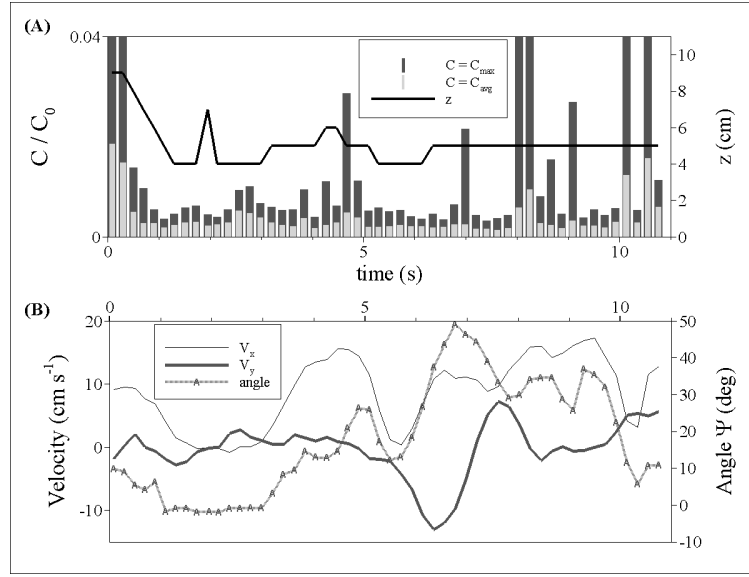 (A)
0.04
C = Cmax
C = Cavg
z
C / C0
z (cm)
10
8
6
4
2
0
0
0
5
10
time (s)
(B)
0
5
10
20
10
0
-10
Vx
Vy
angle
Velocity (cm s-1)
Angle Ψ (deg)
50
40
30
20
10
0
-10